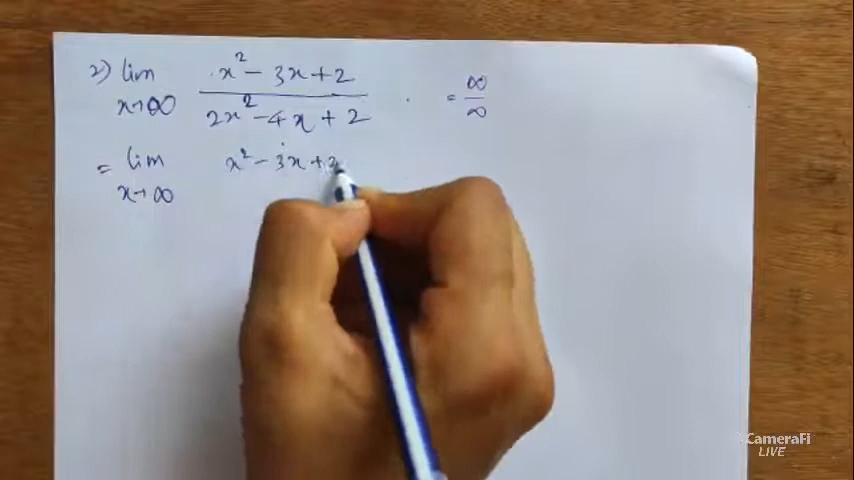 2) lim x→∞ x² - 3x + 2 / 2x² - 4x + 2 = ∞/∞
= lim x→∞ x² - 3x + 2
CameraFi
LIVE